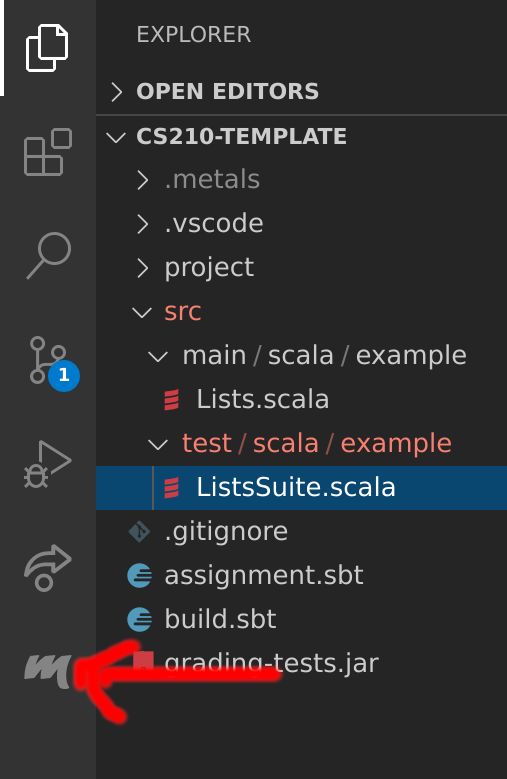 EXPLORER
OPEN EDITORS
CS210-TEMPLATE
.metals
.vscode
project
src
main / scala / example
Lists.scala
1
test / scala / example
ListsSuite.scala
.gitignore
assignment.sbt
build.sbt
m grading-tests.jar